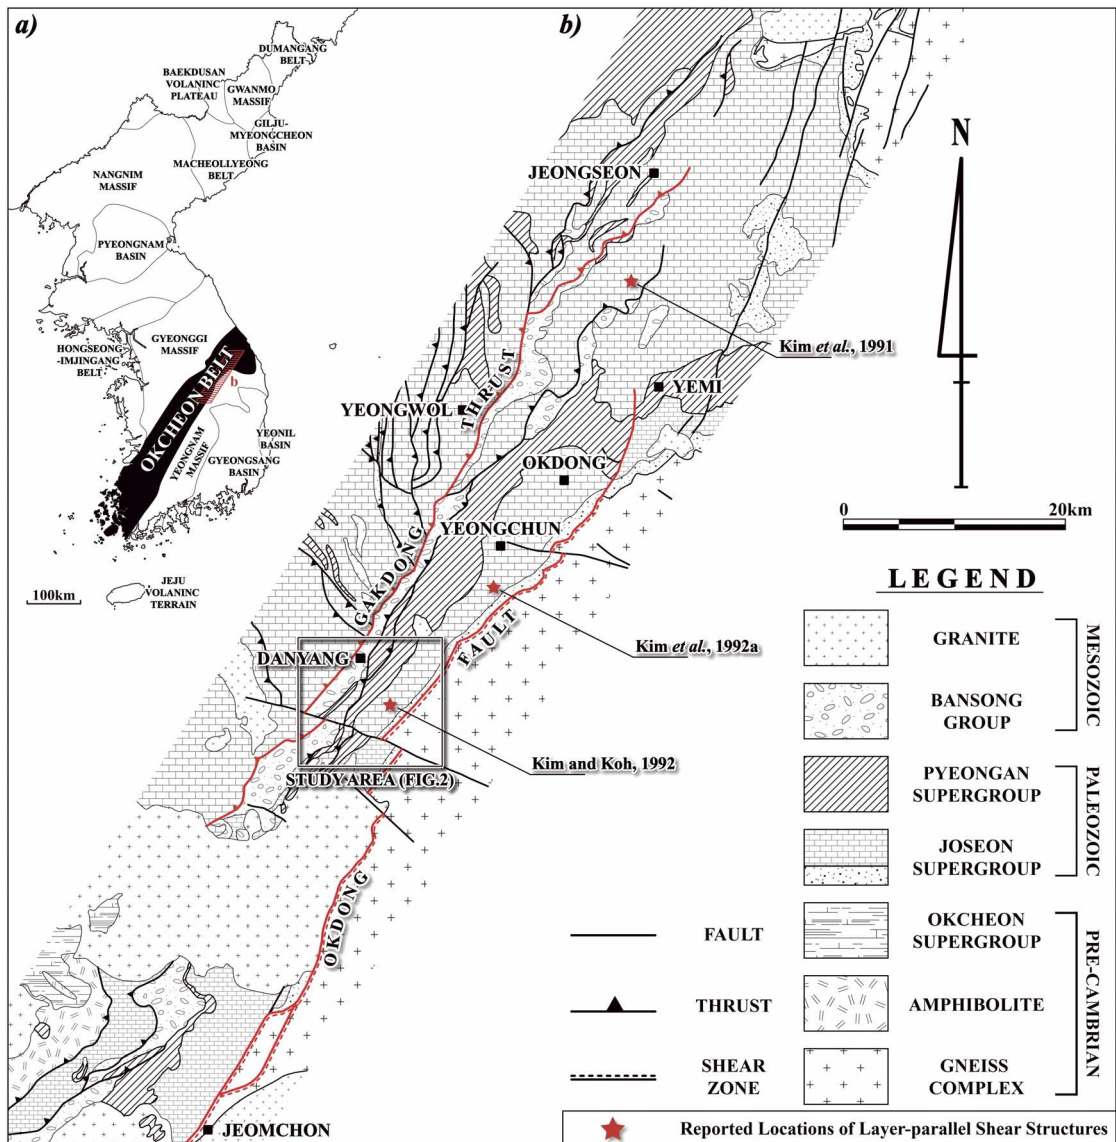 a)
DUMANGANG
BELT
BAEKDUSAN
VOLANINC
PLATEAU
GWANMO
MASSIF
GILJU-
MYEONGCHEON
BASIN
MACHEOLLYEONG
BELT
NANGNIM
MASSIF
PYEONGNAM
BASIN
GYEONGGI
MASSIF
HONGSEONG
-IMJINGANG
BELT
OKCHEON BELT
b
YEONGNAM
MASSIF
YEONIL
BASIN
GYEONGSANG
BASIN
JEJU
VOLANINC
TERRAIN
100km
b)
JEONGSEON
Kim et al., 1991
YEMI
YEONGWOL
GAKDONG THRUST
OKDONG
YEONGCHUN
Kim et al., 1992a
DANYANG
Kim and Koh, 1992
STUDY AREA (FIG.2)
OKDONG FAULT
JEOMCHON
N
0 20km
LEGEND
GRANITE
BANSONG
GROUP
MESOZOIC
PYEONGAN
SUPERGROUP
JOSEON
SUPERGROUP
PALEOZOIC
OKCHEON
SUPERGROUP
AMPHIBOLITE
GNEISS
COMPLEX
PRE-CAMBRIAN
FAULT
THRUST
SHEAR
ZONE
Reported Locations of Layer-parallel Shear Structures